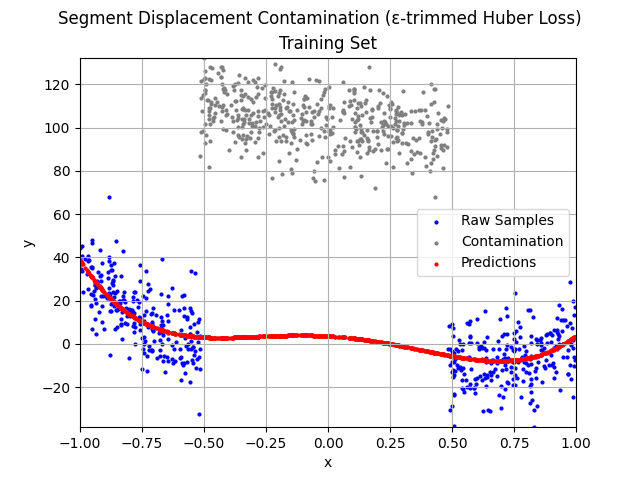 Segment Displacement Contamination (ε-trimmed Huber Loss)
Training Set
120
100
80
60
40
20
0
−20
y
−1.00 −0.75 −0.50 −0.25 0.00 0.25 0.50 0.75 1.00
x
Raw Samples
Contamination
Predictions